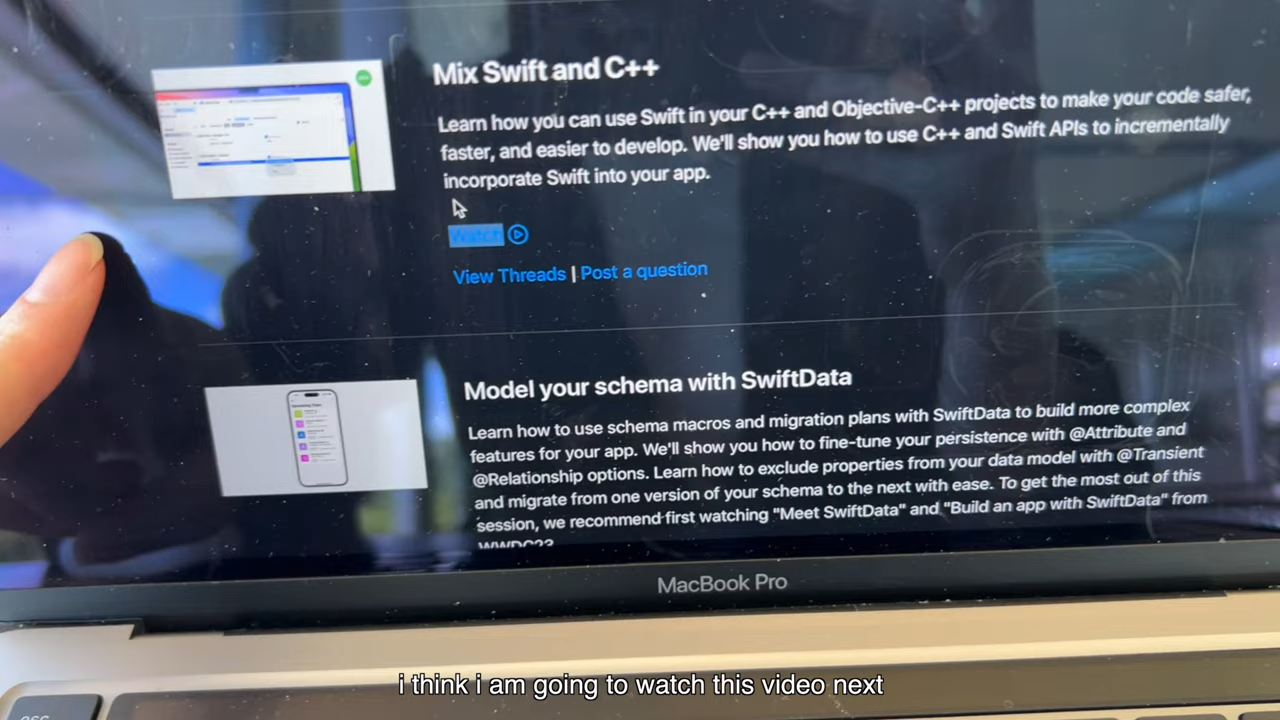 Mix Swift and C++
Learn how you can use Swift in your C++ and Objective-C++ projects to make your code safer,
faster, and easier to develop. We'll show you how to use C++ and Swift APIs to incrementally
incorporate Swift into your app.
Watch
View Threads | Post a question
Model your schema with SwiftData
Learn how to use schema macros and migration plans with SwiftData to build more complex
features for your app. We'll show you how to fine-tune your persistence with @Attribute and
@Relationship options. Learn how to exclude properties from your data model with @Transient
and migrate from one version of your schema to the next with ease. To get the most out of this
session, we recommend first watching "Meet SwiftData" and "Build an app with SwiftData" from
WWDC23.
MacBook Pro
i think i am going to watch this video next
esc